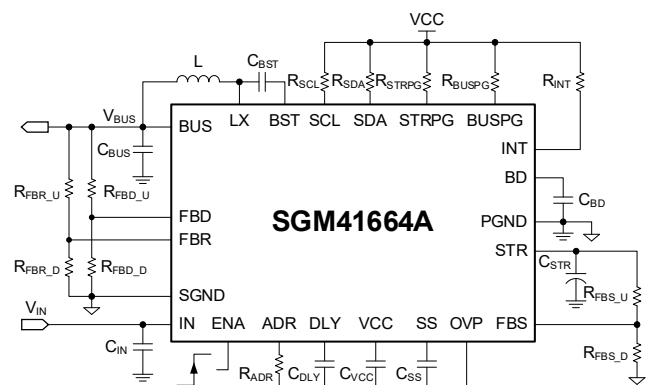 VCC
L
CBST
RSCL
RSDA
RSTRPG
RBUSPG
RINT
VBUS
BUS
LX
BST
SCL
SDA
STRPG
BUSPG
CBUS
INT
BD
RFBR_U
RFBD_U
CBD
FBD
SGM41664A
PGND
FBR
STR
RFBR_D
RFBD_D
CSTR
RFBS_U
SGND
VIN
IN
ENA
ADR
DLY
VCC
SS
OVP
FBS
CIN
RADR
CDLY
CVCC
CSS
RFBS_D